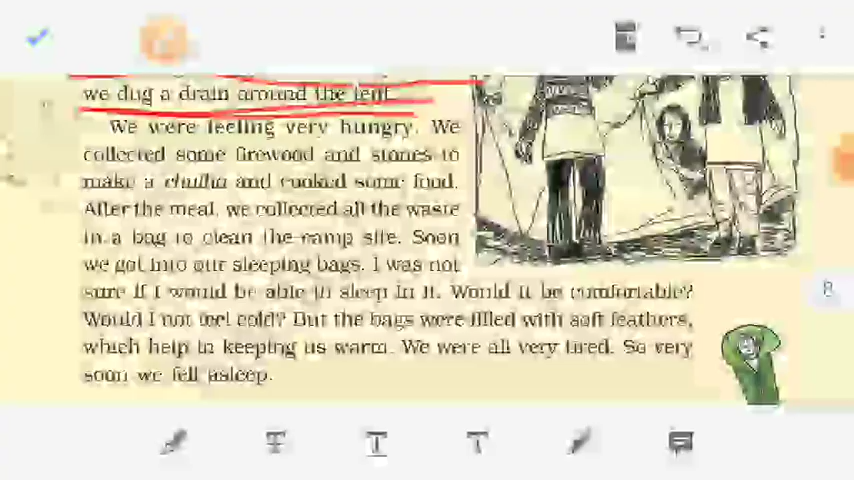 we dug a drain around the tent.
We were feeling very hungry. We
collected some firewood and stones to
make a chulha and cooked some food.
After the meal, we collected all the waste
in a bag to clean the camp site. Soon
we got into our sleeping bags. I was not
sure if I would be able to sleep in it. Would it be comfortable?
Would I not feel cold? But the bags were filled with soft feathers,
which help in keeping us warm. We were all very tired. So very
soon we fell asleep.
8